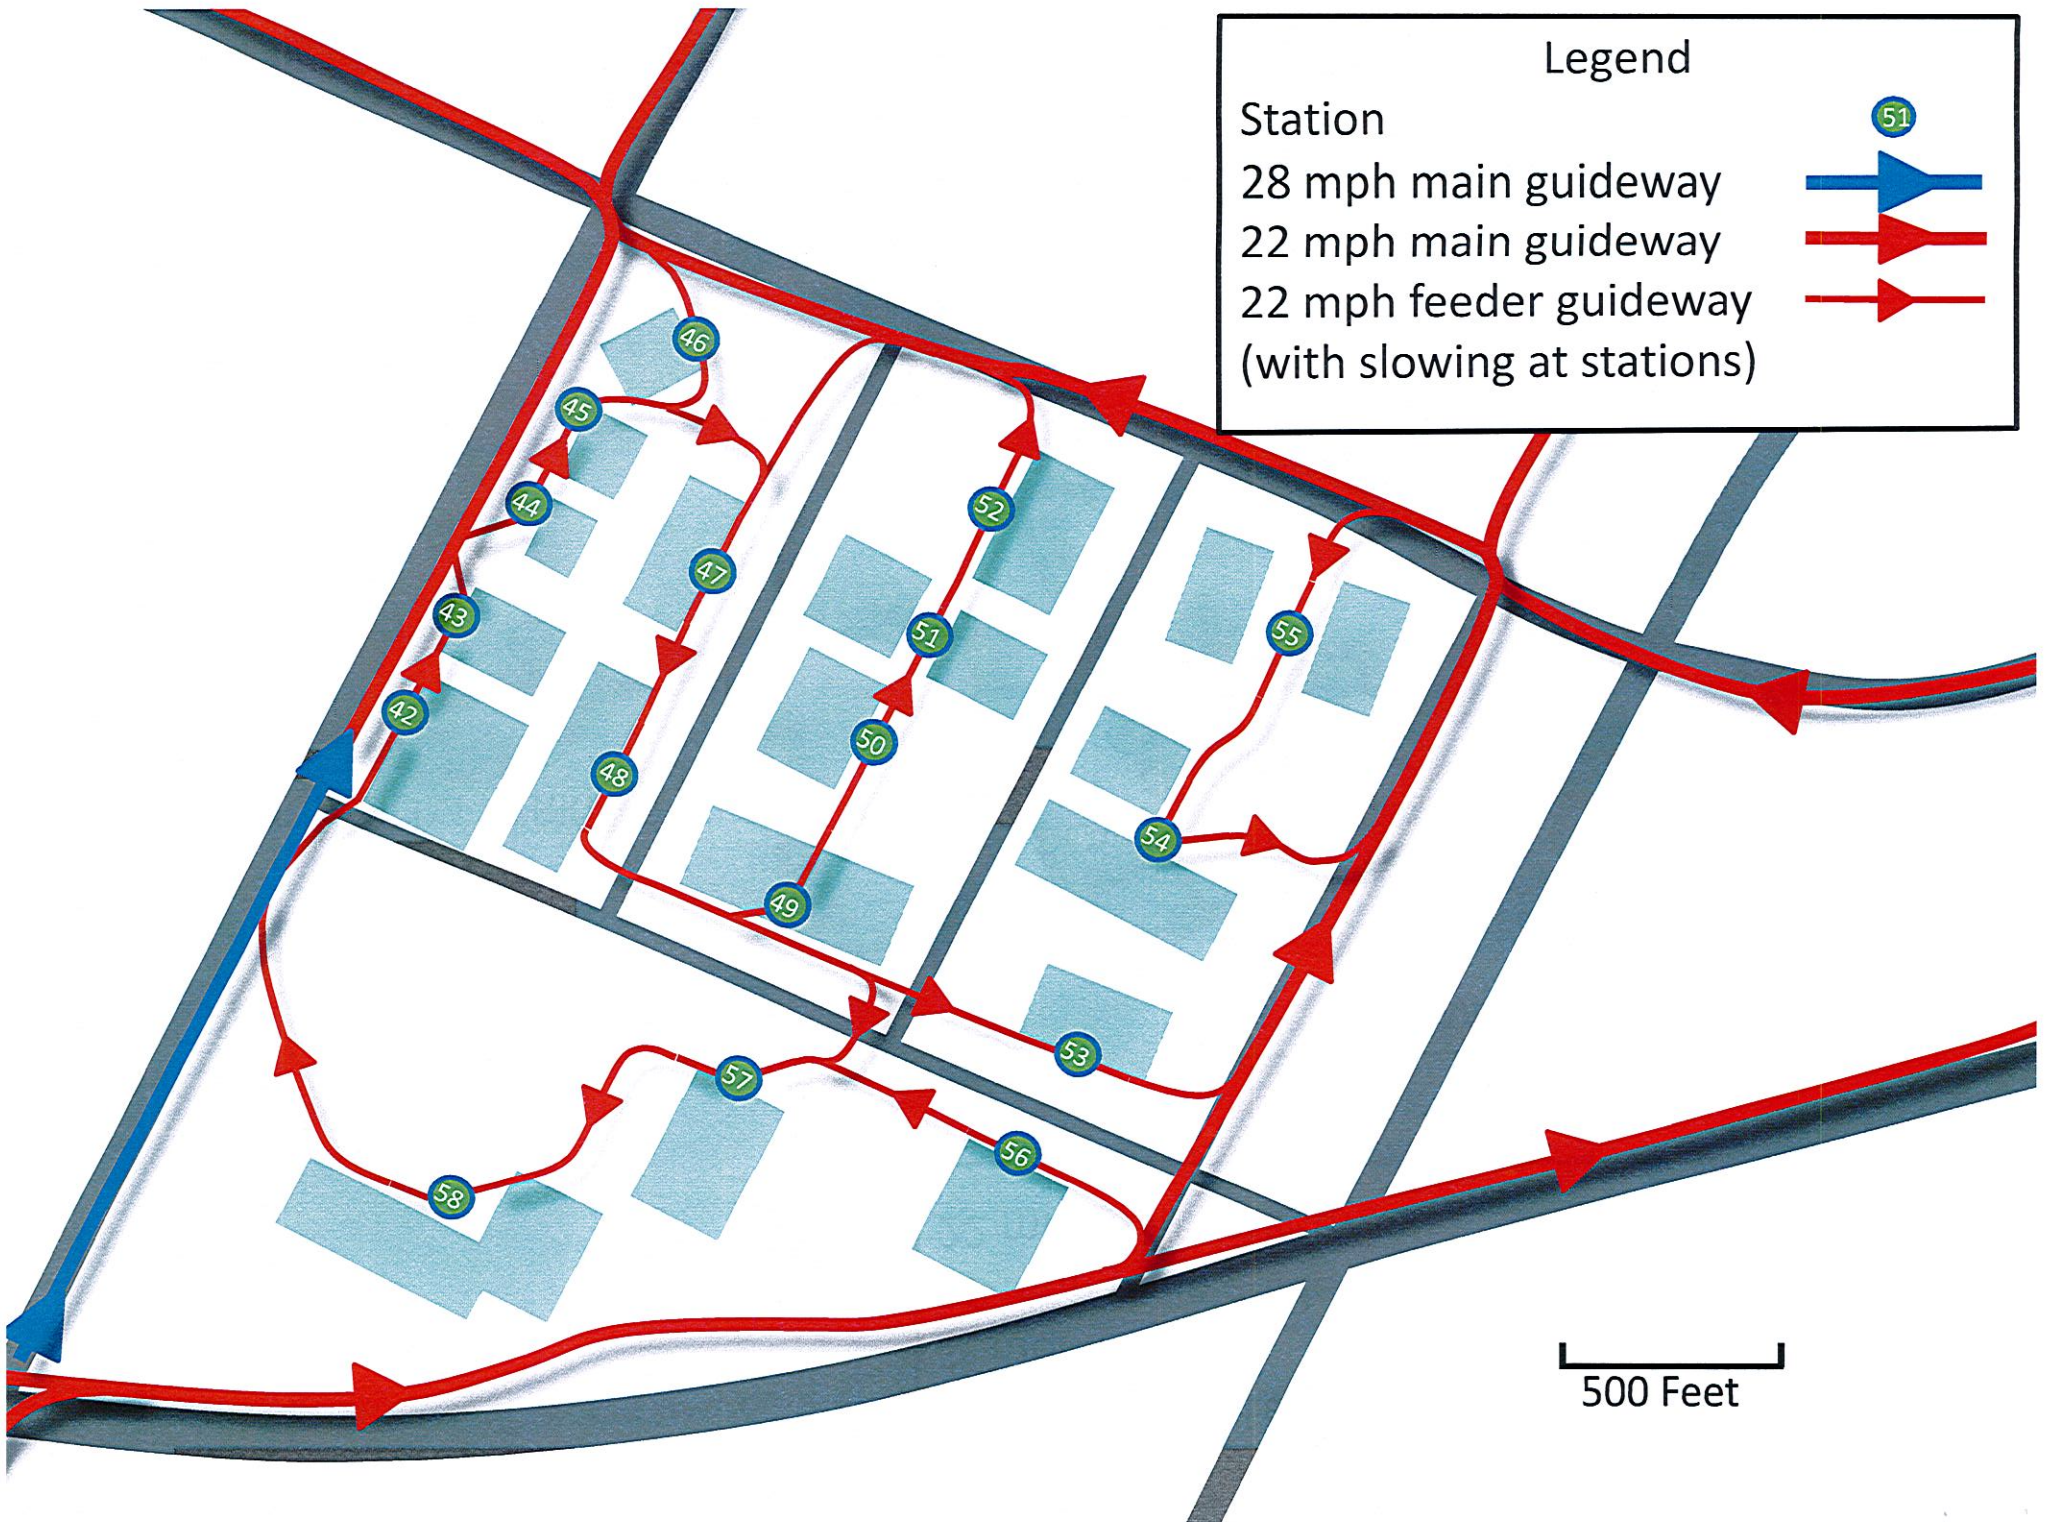 Legend
Station 51
28 mph main guideway
22 mph main guideway
22 mph feeder guideway
(with slowing at stations)
46
45
44
43
42
47
48
52
51
50
49
55
54
53
56
57
58
500 Feet